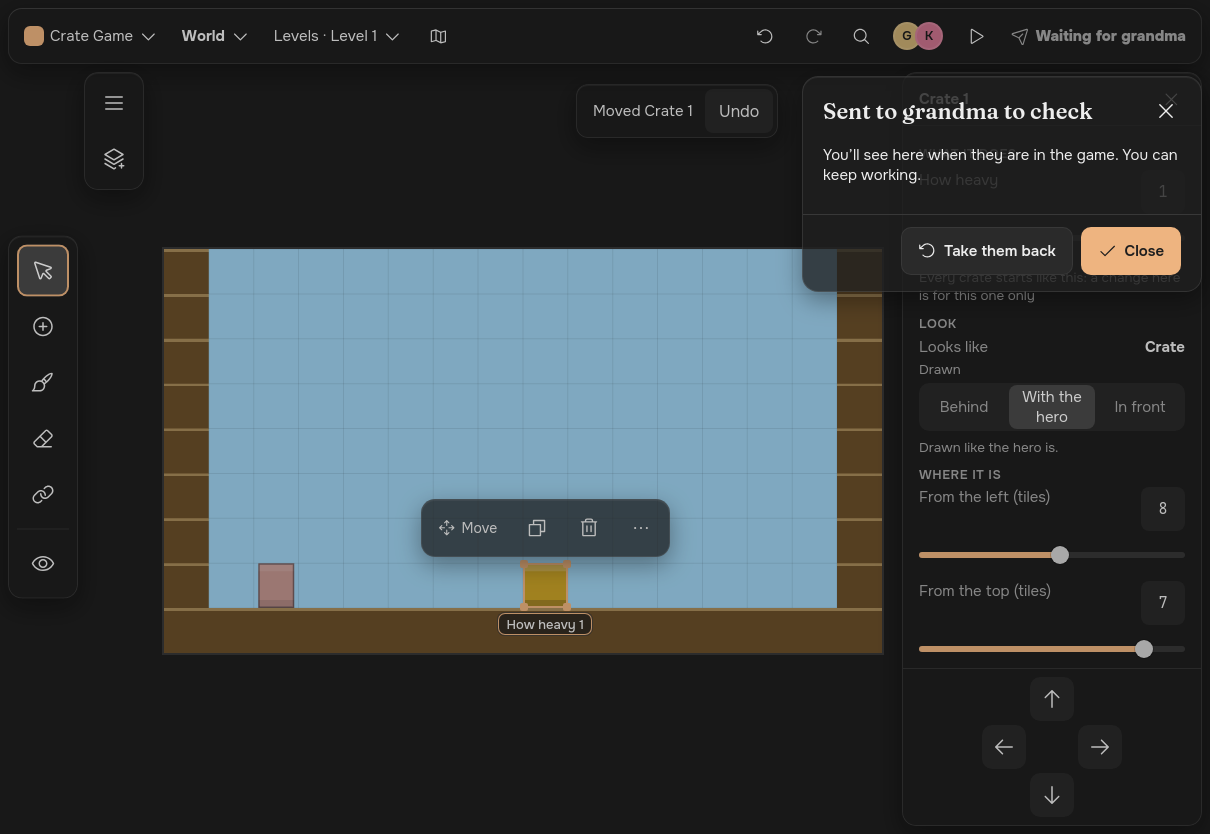 Crate Game
World
Levels · Level 1
G
K
Waiting for grandma
Moved Crate 1
Undo
Crate 1
Sent to grandma to check
You’ll see here when they are in the game. You can
keep working.
How heavy
1
Take them back
Close
Every crate starts like this: a change here
is for this one only
LOOK
Looks like
Crate
Drawn
Behind
With the
hero
In front
Drawn like the hero is.
WHERE IT IS
From the left (tiles)
8
From the top (tiles)
7
Move
How heavy 1